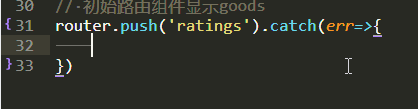 30 // 初始路由组件显示goods
{31 router.push('ratings').catch(err=>{
32
}33 })